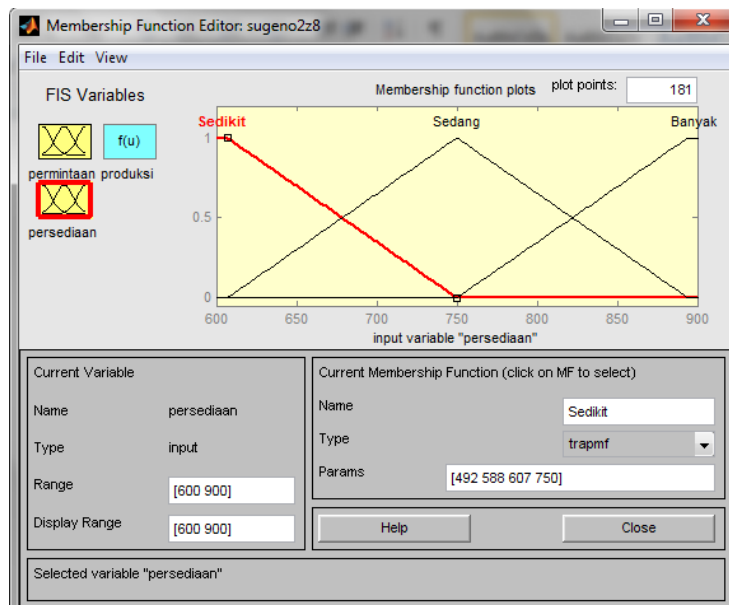 Membership Function Editor: sugeno2z8
File Edit View
FIS Variables
f(u)
permintaan produksi
persediaan
Membership function plots plot points: 181
Sedikit Sedang Banyak
1
0.5
0
600 650 700 750 800 850 900
input variable "persediaan"
Current Variable
Name persediaan
Type input
Range [600 900]
Display Range [600 900]
Current Membership Function (click on MF to select)
Name Sedikit
Type trapmf
Params [492 588 607 750]
Help Close
Selected variable "persediaan"